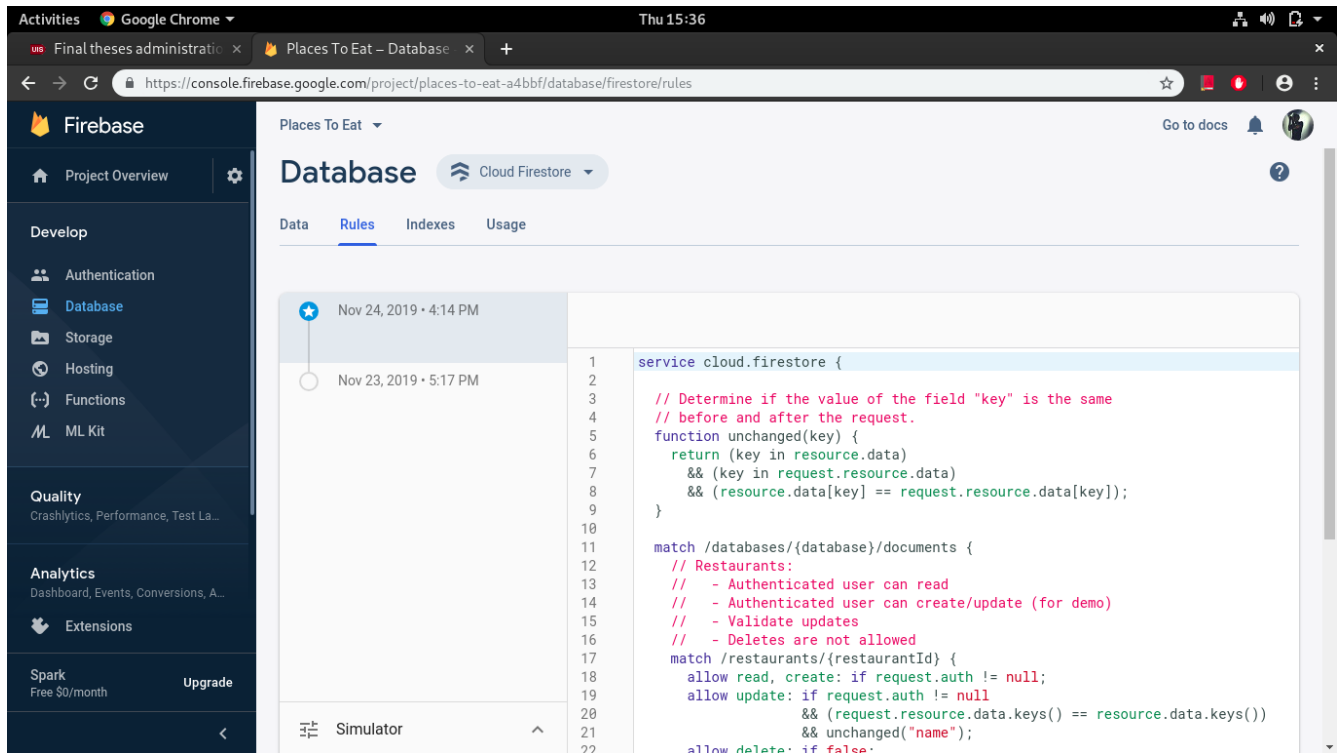 Activities Google Chrome Thu 15:36
UIS Final theses administratio Places To Eat – Database
https://console.firebase.google.com/project/places-to-eat-a4bbf/database/firestore/rules
Firebase
Project Overview
Develop
Authentication
Database
Storage
Hosting
Functions
ML Kit
Quality
Crashlytics, Performance, Test La...
Analytics
Dashboard, Events, Conversions, A...
Extensions
Spark
Free $0/month
Upgrade
Places To Eat
Go to docs
Database Cloud Firestore
Data Rules Indexes Usage
Nov 24, 2019 • 4:14 PM
Nov 23, 2019 • 5:17 PM
Simulator
1 service cloud.firestore {
2
3 // Determine if the value of the field "key" is the same
4 // before and after the request.
5 function unchanged(key) {
6 return (key in resource.data)
7 && (key in request.resource.data)
8 && (resource.data[key] == request.resource.data[key]);
9 }
10
11 match /databases/{database}/documents {
12 // Restaurants:
13 // - Authenticated user can read
14 // - Authenticated user can create/update (for demo)
15 // - Validate updates
16 // - Deletes are not allowed
17 match /restaurants/{restaurantId} {
18 allow read, create: if request.auth != null;
19 allow update: if request.auth != null
20 && (request.resource.data.keys() == resource.data.keys())
21 && unchanged("name");
22 allow delete: if false;